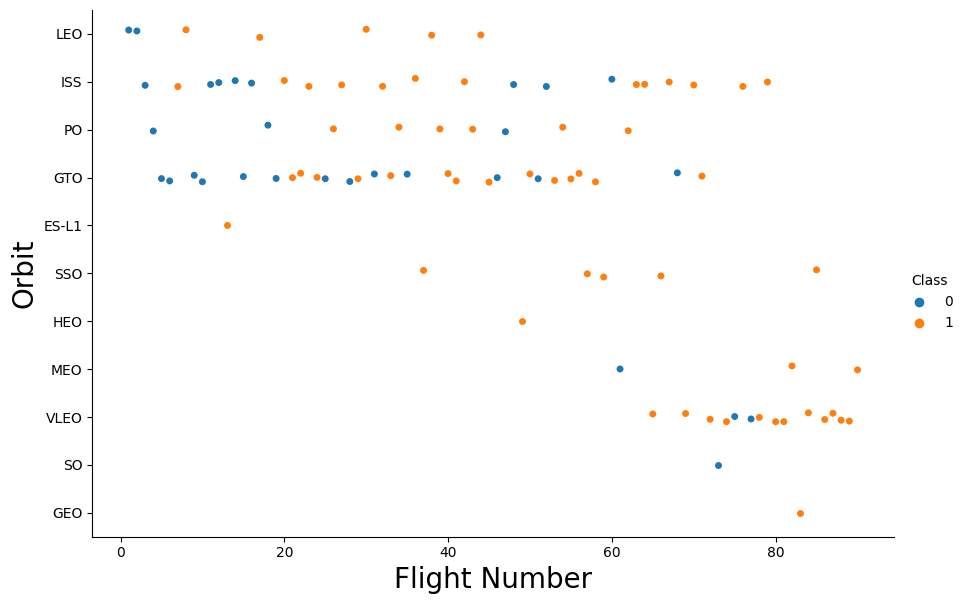 LEO
ISS
PO
GTO
ES-L1
SSO
HEO
MEO
VLEO
SO
GEO
Orbit
0 20 40 60 80
Flight Number
Class
0
1